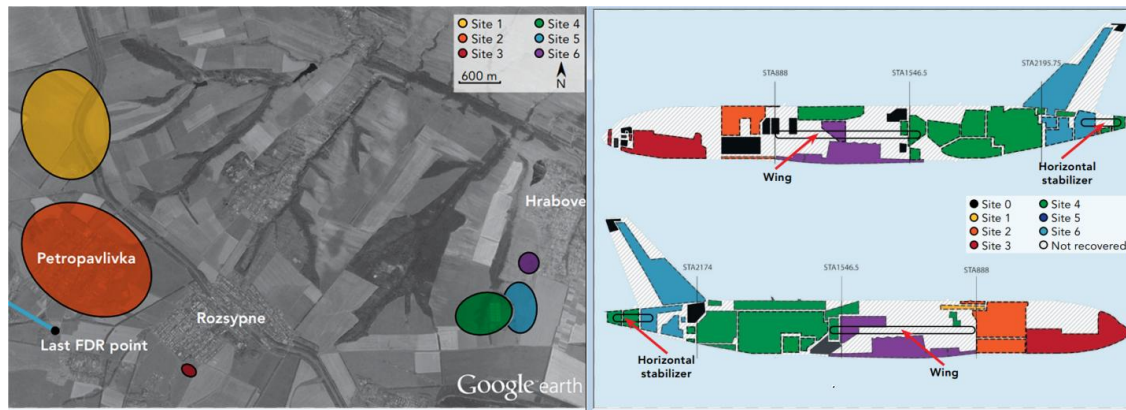 Site 1
Site 2
Site 3
Site 4
Site 5
Site 6
600 m
N
Hrabove
Petropavlivka
Rozsypne
Last FDR point
Google earth
STA888
STA1546.5
STA2195.75
Wing
Horizontal
stabilizer
Site 0
Site 1
Site 2
Site 3
Site 4
Site 5
Site 6
Not recovered
STA2174
STA1546.5
STA888
Horizontal
stabilizer
Wing